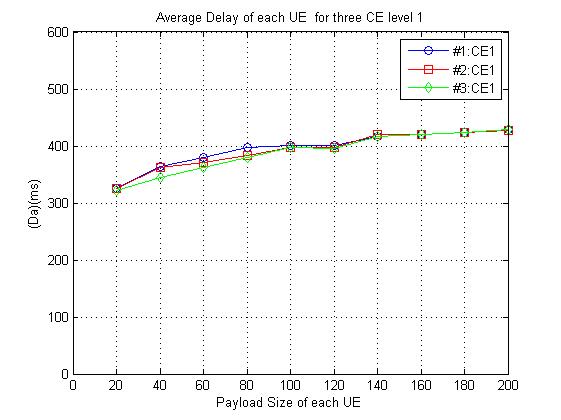 Average Delay of each UE for three CE level 1
600
500
400
300
200
100
0
(Da)(ms)
#1:CE1
#2:CE1
#3:CE1
0 20 40 60 80 100 120 140 160 180 200
Payload Size of each UE